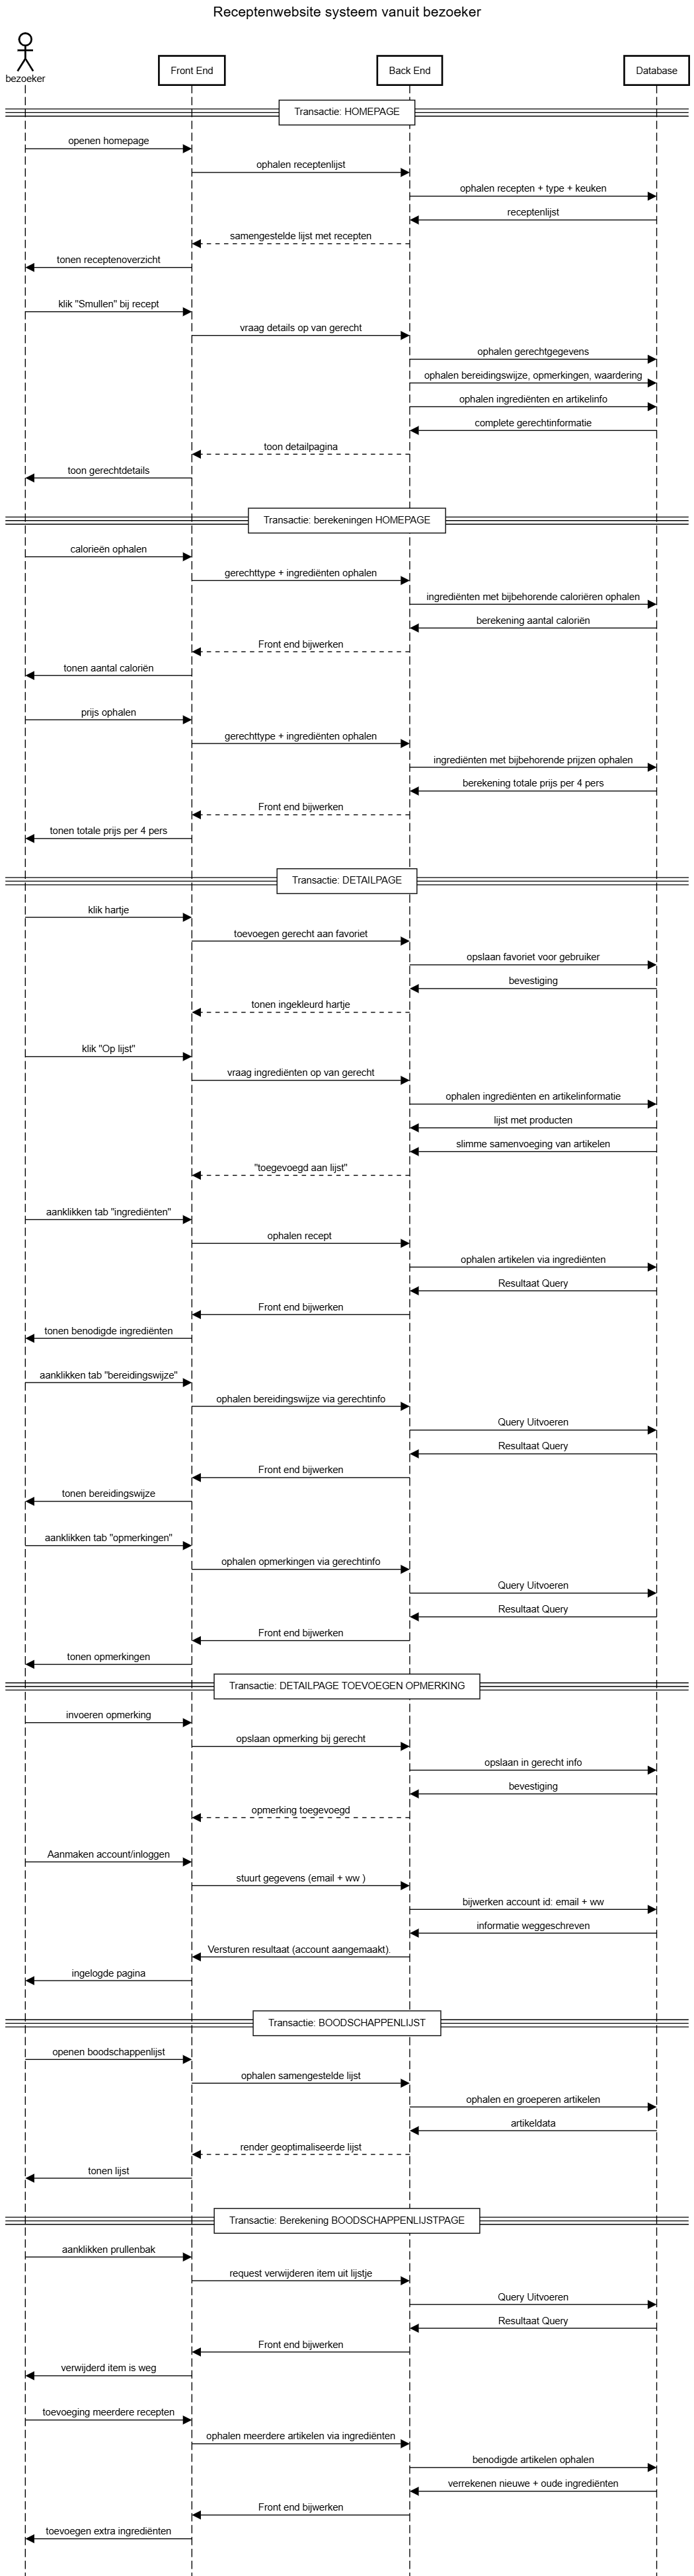 Receptenwebsite systeem vanuit bezoeker
bezoeker
Front End
Back End
Database
Transactie: HOMEPAGE
openen homepage
ophalen receptenlijst
ophalen recepten + type + keuken
receptenlijst
samengestelde lijst met recepten
tonen receptenoverzicht
klik "Smullen" bij recept
vraag details op van gerecht
ophalen gerechtgegevens
ophalen bereidingswijze, opmerkingen, waardering
ophalen ingrediënten en artikelinfo
complete gerechtinformatie
toon detailpagina
toon gerechtdetails
Transactie: berekeningen HOMEPAGE
calorieën ophalen
gerechttype + ingrediënten ophalen
ingrediënten met bijbehorende caloriëren ophalen
berekening aantal caloriën
Front end bijwerken
tonen aantal caloriën
prijs ophalen
gerechttype + ingrediënten ophalen
ingrediënten met bijbehorende prijzen ophalen
berekening totale prijs per 4 pers
Front end bijwerken
tonen totale prijs per 4 pers
Transactie: DETAILPAGE
klik hartje
toevoegen gerecht aan favoriet
opslaan favoriet voor gebruiker
bevestiging
tonen ingekleurd hartje
klik "Op lijst"
vraag ingrediënten op van gerecht
ophalen ingrediënten en artikelinformatie
lijst met producten
slimme samenvoeging van artikelen
"toegevoegd aan lijst"
aanklikken tab "ingrediënten"
ophalen recept
ophalen artikelen via ingrediënten
Resultaat Query
Front end bijwerken
tonen benodigde ingrediënten
aanklikken tab "bereidingswijze"
ophalen bereidingswijze via gerechtinfo
Query Uitvoeren
Resultaat Query
Front end bijwerken
tonen bereidingswijze
aanklikken tab "opmerkingen"
ophalen opmerkingen via gerechtinfo
Query Uitvoeren
Resultaat Query
Front end bijwerken
tonen opmerkingen
Transactie: DETAILPAGE TOEVOEGEN OPMERKING
invoeren opmerking
opslaan opmerking bij gerecht
opslaan in gerecht info
bevestiging
opmerking toegevoegd
Aanmaken account/inloggen
stuurt gegevens (email + ww )
bijwerken account id: email + ww
informatie weggeschreven
Versturen resultaat (account aangemaakt).
ingelogde pagina
Transactie: BOODSCHAPPENLIJST
openen boodschappenlijst
ophalen samengestelde lijst
ophalen en groeperen artikelen
artikeldata
render geoptimaliseerde lijst
tonen lijst
Transactie: Berekening BOODSCHAPPENLIJSTPAGE
aanklikken prullenbak
request verwijderen item uit lijstje
Query Uitvoeren
Resultaat Query
Front end bijwerken
verwijderd item is weg
toevoeging meerdere recepten
ophalen meerdere artikelen via ingrediënten
benodigde artikelen ophalen
verrekenen nieuwe + oude ingrediënten
Front end bijwerken
toevoegen extra ingrediënten